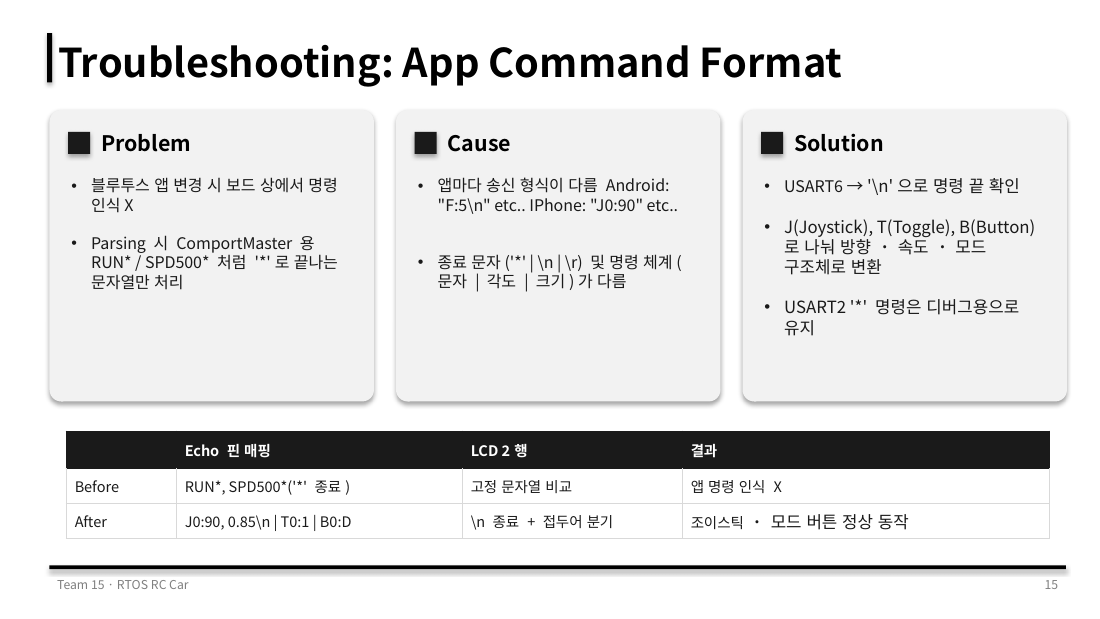 Troubleshooting: App Command Format
Problem
• 블루투스 앱 변경 시 보드 상에서 명령
인식 X
• Parsing 시 ComportMaster 용
RUN* / SPD500* 처럼 '*' 로 끝나는
문자열만 처리
Cause
• 앱마다 송신 형식이 다름 Android:
"F:5\n" etc.. IPhone: "J0:90" etc..
• 종료 문자 ('*' | \n | \r) 및 명령 체계 (
문자 | 각도 | 크기 ) 가 다름
Solution
• USART6 → '\n' 으로 명령 끝 확인
• J(Joystick), T(Toggle), B(Button)
로 나눠 방향 · 속도 · 모드
구조체로 변환
• USART2 '*' 명령은 디버그용으로
유지
Echo 핀 매핑 LCD 2 행 결과
Before RUN*, SPD500*('*' 종료 ) 고정 문자열 비교 앱 명령 인식 X
After J0:90, 0.85\n | T0:1 | B0:D \n 종료 + 접두어 분기 조이스틱 · 모드 버튼 정상 동작
Team 15 · RTOS RC Car 15